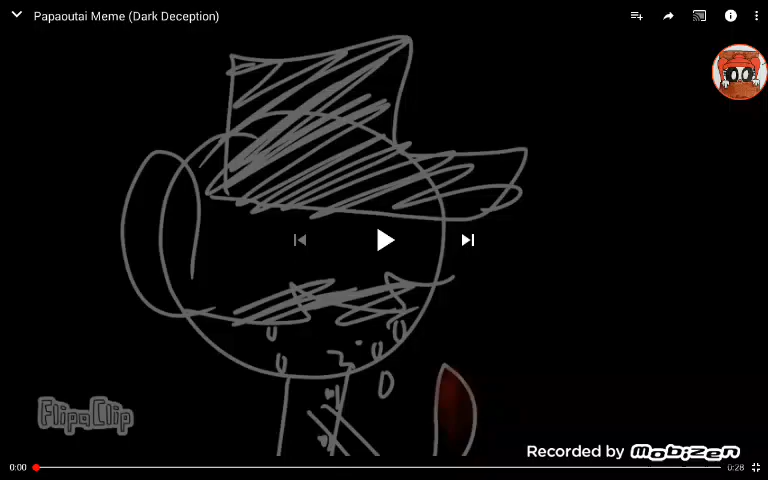 Papaoutai Meme (Dark Deception)
FlipaClip
Recorded by Mobizen
0:00
0:28